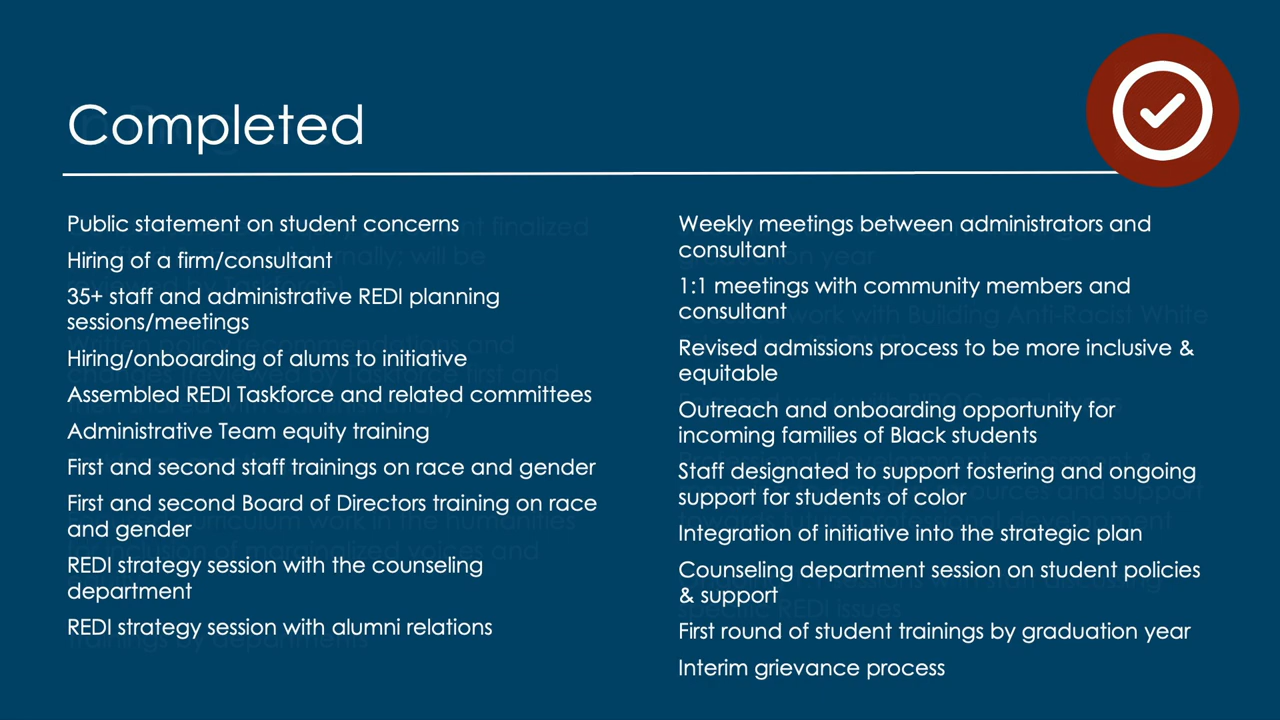 Completed
Public statement on student concerns
Hiring of a firm/consultant
35+ staff and administrative REDI planning
sessions/meetings
Hiring/onboarding of alums to initiative
Assembled REDI Taskforce and related committees
Administrative Team equity training
First and second staff trainings on race and gender
First and second Board of Directors training on race
and gender
REDI strategy session with the counseling
department
REDI strategy session with alumni relations
Weekly meetings between administrators and
consultant
1:1 meetings with community members and
consultant
Revised admissions process to be more inclusive &
equitable
Outreach and onboarding opportunity for
incoming families of Black students
Staff designated to support fostering and ongoing
support for students of color
Integration of initiative into the strategic plan
Counseling department session on student policies
& support
First round of student trainings by graduation year
Interim grievance process